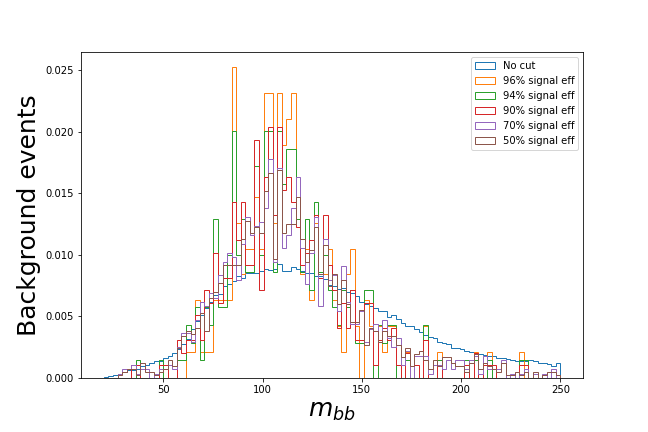 No cut
96% signal eff
94% signal eff
90% signal eff
70% signal eff
50% signal eff
0.025
0.020
0.015
0.010
0.005
0.000
Background events
50 100 150 200 250
m_bb